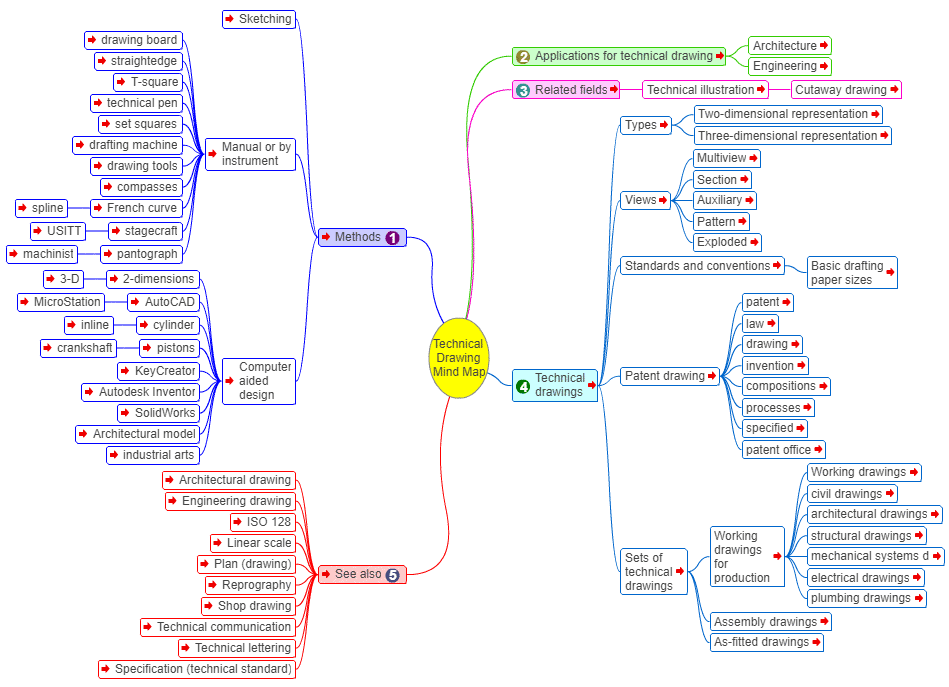 Technical
Drawing
Mind Map
Methods 1
Sketching
Manual or by
instrument
drawing board
straightedge
T-square
technical pen
set squares
drafting machine
drawing tools
compasses
French curve
spline
stagecraft
USITT
pantograph
machinist
Computer
aided
design
2-dimensions
3-D
AutoCAD
MicroStation
cylinder
inline
pistons
crankshaft
KeyCreator
Autodesk Inventor
SolidWorks
Architectural model
industrial arts
2 Applications for technical drawing
Architecture
Engineering
3 Related fields
Technical illustration
Cutaway drawing
4 Technical
drawings
Types
Two-dimensional representation
Three-dimensional representation
Views
Multiview
Section
Auxiliary
Pattern
Exploded
Standards and conventions
Basic drafting
paper sizes
Patent drawing
patent
law
drawing
invention
compositions
processes
specified
patent office
Sets of
technical
drawings
Working
drawings
for
production
Working drawings
civil drawings
architectural drawings
structural drawings
mechanical systems d
electrical drawings
plumbing drawings
Assembly drawings
As-fitted drawings
See also 5
Architectural drawing
Engineering drawing
ISO 128
Linear scale
Plan (drawing)
Reprography
Shop drawing
Technical communication
Technical lettering
Specification (technical standard)